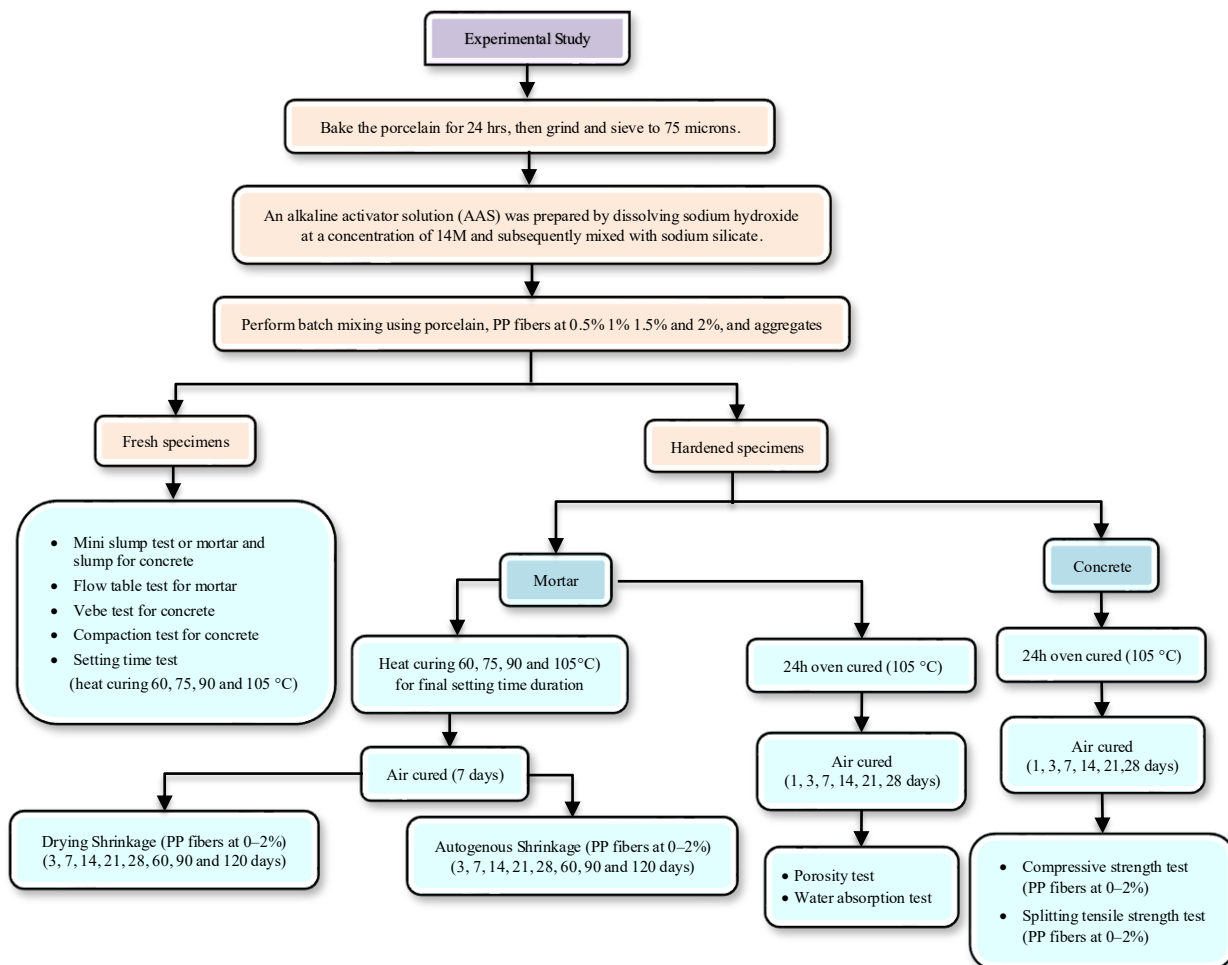 Experimental Study
Bake the porcelain for 24 hrs, then grind and sieve to 75 microns.
An alkaline activator solution (AAS) was prepared by dissolving sodium hydroxide
at a concentration of 14M and subsequently mixed with sodium silicate.
Perform batch mixing using porcelain, PP fibers at 0.5% 1% 1.5% and 2%, and aggregates
Fresh specimens
Hardened specimens
• Mini slump test or mortar and
slump for concrete
• Flow table test for mortar
• Vebe test for concrete
• Compaction test for concrete
• Setting time test
(heat curing 60, 75, 90 and 105 °C)
Mortar
Concrete
Heat curing 60, 75, 90 and 105°C)
for final setting time duration
24h oven cured (105 °C)
24h oven cured (105 °C)
Air cured (7 days)
Air cured
(1, 3, 7, 14, 21, 28 days)
Air cured
(1, 3, 7, 14, 21,28 days)
Drying Shrinkage (PP fibers at 0–2%)
(3, 7, 14, 21, 28, 60, 90 and 120 days)
Autogenous Shrinkage (PP fibers at 0–2%)
(3, 7, 14, 21, 28, 60, 90 and 120 days)
• Porosity test
• Water absorption test
• Compressive strength test
(PP fibers at 0–2%)
• Splitting tensile strength test
(PP fibers at 0–2%)